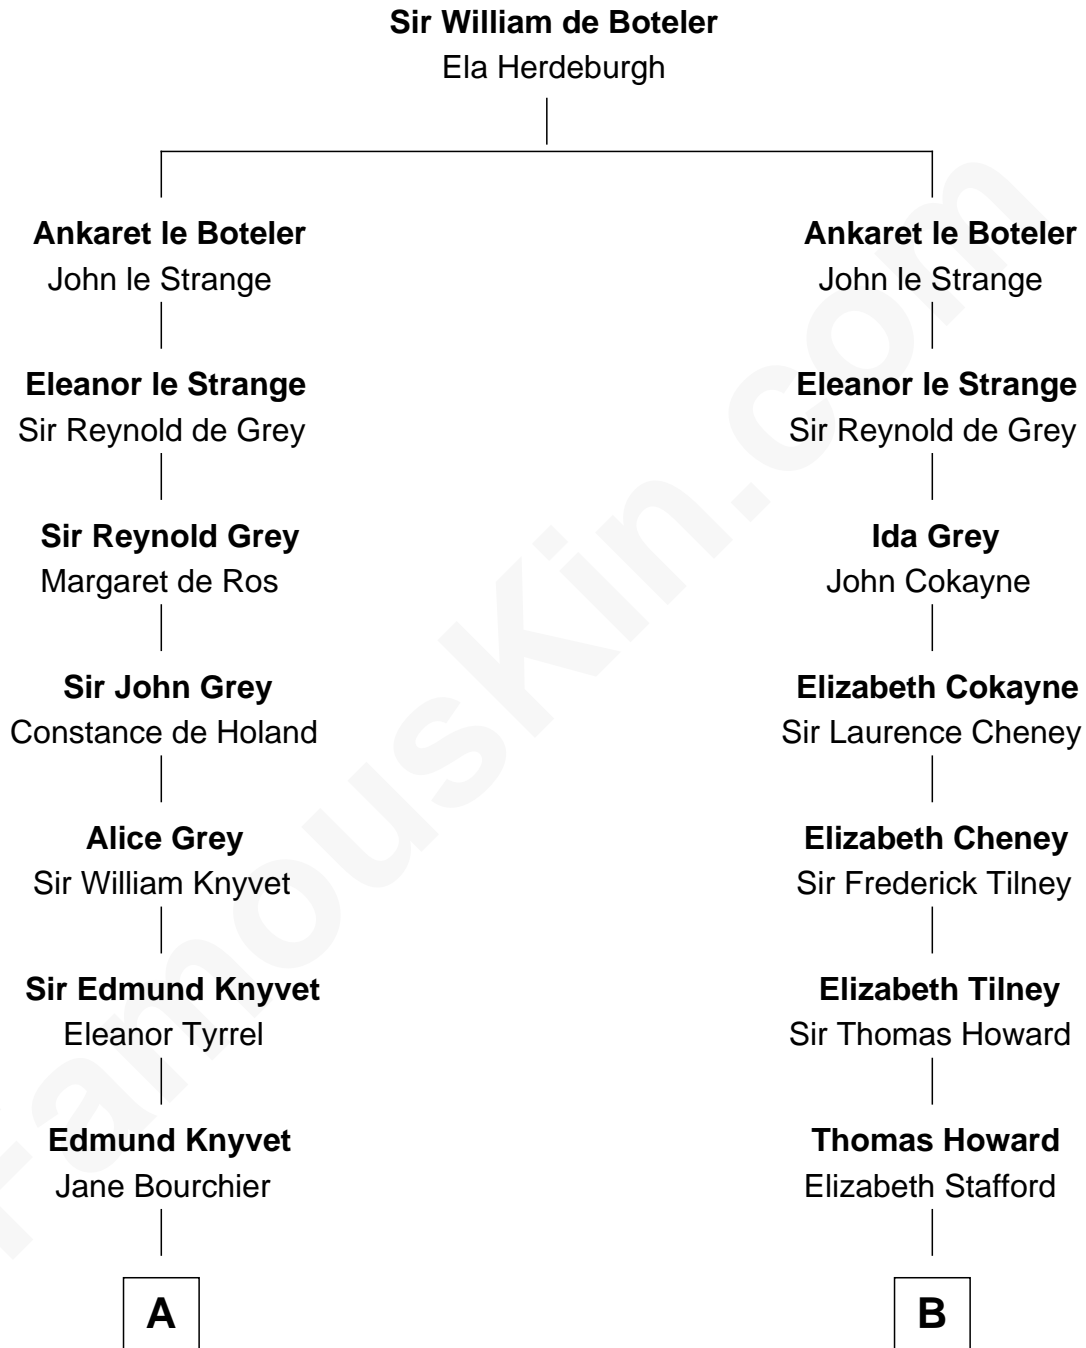 Sir William de Boteler
Ela Herdeburgh
Ankaret le Boteler
John le Strange
Eleanor le Strange
Sir Reynold de Grey
Sir Reynold Grey
Margaret de Ros
Sir John Grey
Constance de Holand
Alice Grey
Sir William Knyvet
Sir Edmund Knyvet
Eleanor Tyrrel
Edmund Knyvet
Jane Bourchier
A
Ankaret le Boteler
John le Strange
Eleanor le Strange
Sir Reynold de Grey
Ida Grey
John Cokayne
Elizabeth Cokayne
Sir Laurence Cheney
Elizabeth Cheney
Sir Frederick Tilney
Elizabeth Tilney
Sir Thomas Howard
Thomas Howard
Elizabeth Stafford
B
FamousKin.com